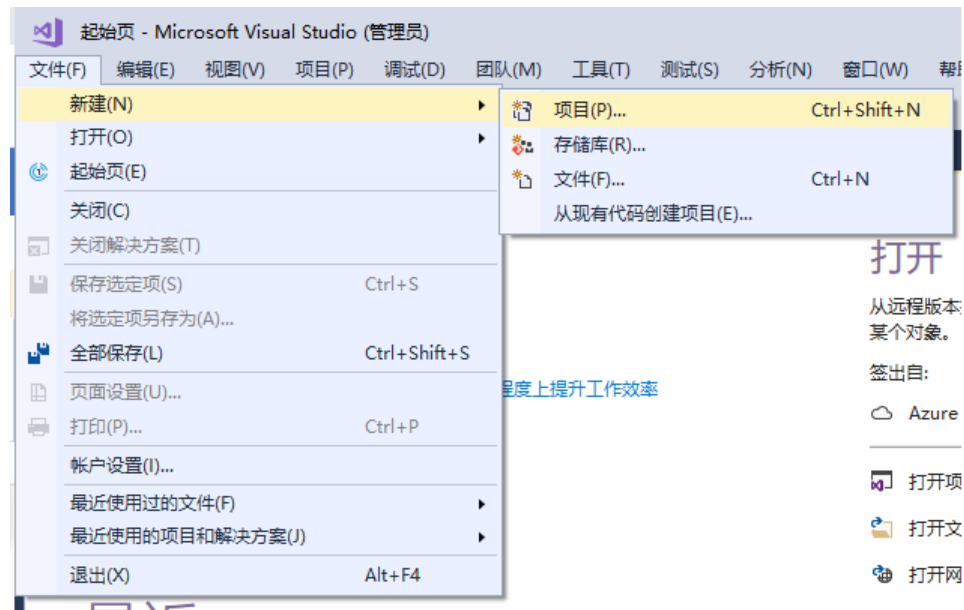 起始页 - Microsoft Visual Studio (管理员)
文件(F) 编辑(E) 视图(V) 项目(P) 调试(D) 团队(M) 工具(T) 测试(S) 分析(N) 窗口(W)
新建(N)
打开(O)
起始页(E)
关闭(C)
关闭解决方案(T)
保存选定项(S) Ctrl+S
将选定项另存为(A)...
全部保存(L) Ctrl+Shift+S
页面设置(U)...
打印(P)... Ctrl+P
帐户设置(I)...
最近使用过的文件(F)
最近使用的项目和解决方案(J)
退出(X) Alt+F4
项目(P)... Ctrl+Shift+N
存储库(R)...
文件(F)... Ctrl+N
从现有代码创建项目(E)...
程度上提升工作效率
打开
从远程版本
某个对象。
签出自:
Azure
打开项
打开文
打开网